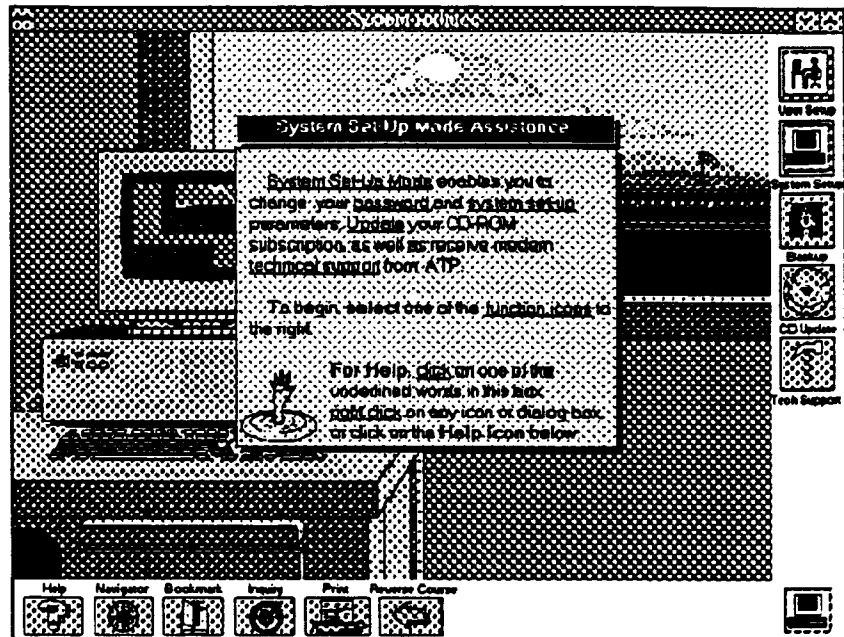 System Set-Up Mode Assistance
System Set-Up Mode enables you to
change your password and system set-up
parameters, Update your CD-ROM
subscription, as well as receive modem
technical support from ATP.
To begin, select one of the function icons to
the right.
For Help, click on one of the
underlined words in this box,
right click on any icon or dialog box,
or click on the Help Icon below.
User Setup
System Setup
Backup
CD Update
Tech Support
Help Navigator Bookmark Inquiry Print Reverse Course